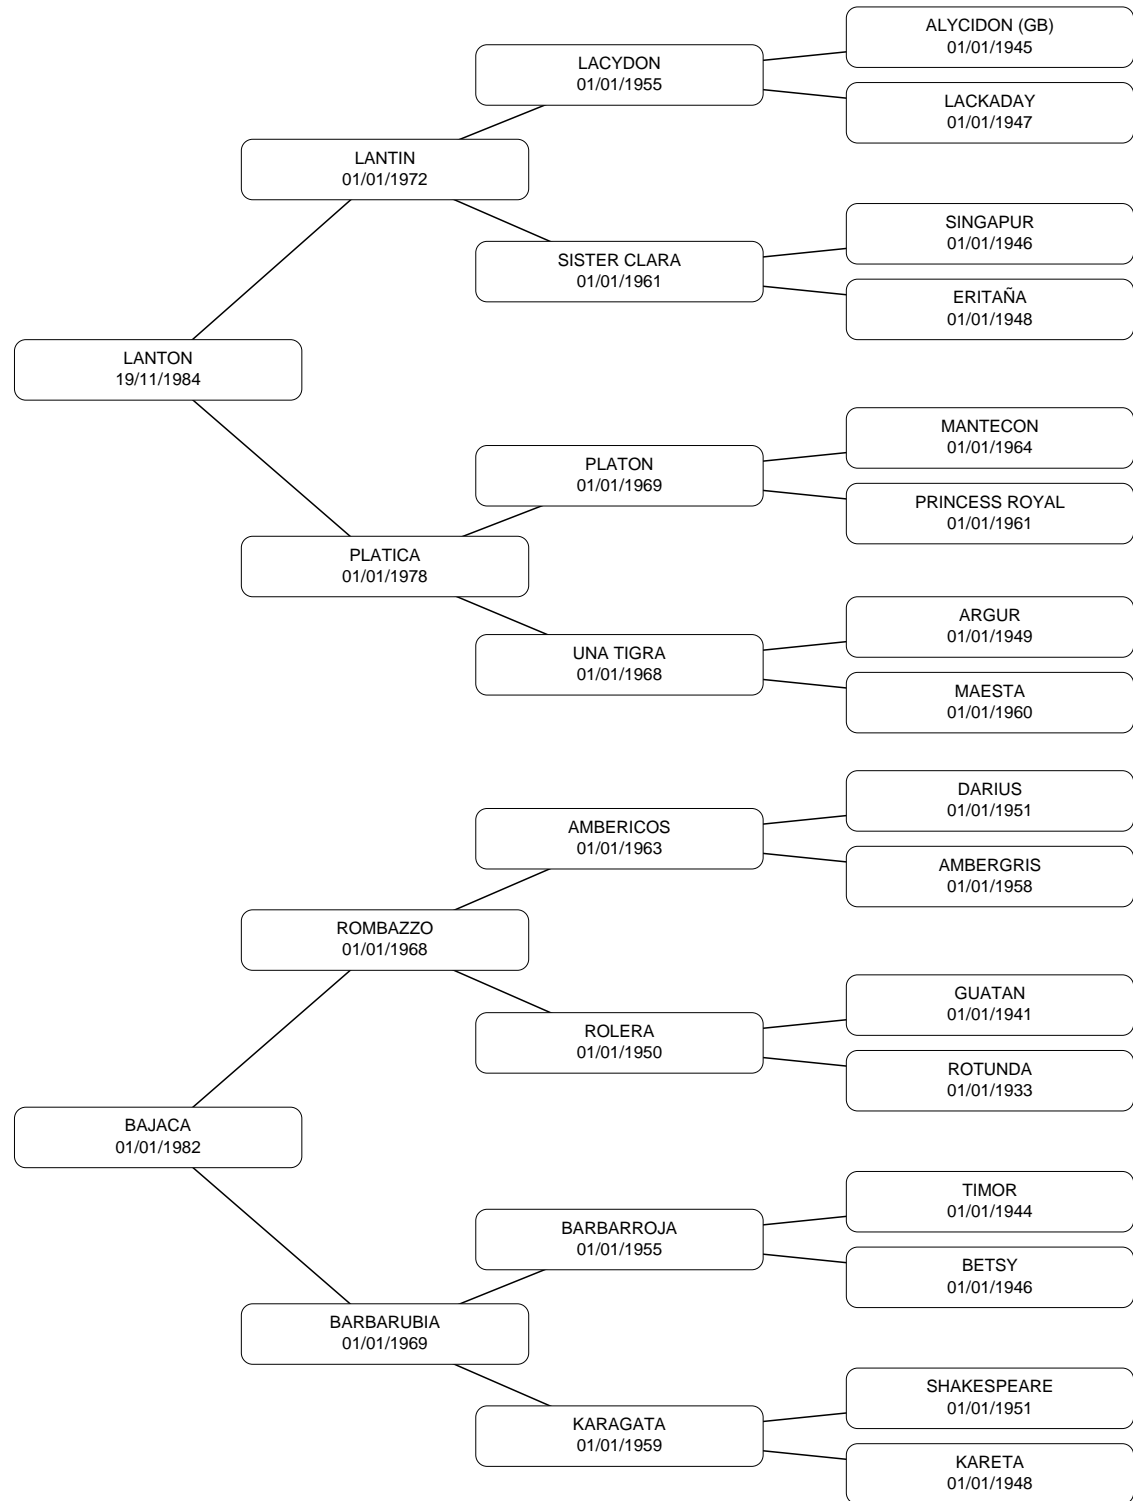 ALYCIDON (GB)
01/01/1945
LACYDON
01/01/1955
LACKADAY
01/01/1947
LANTIN
01/01/1972
SINGAPUR
01/01/1946
SISTER CLARA
01/01/1961
ERITAÑA
01/01/1948
LANTON
19/11/1984
MANTECON
01/01/1964
PLATON
01/01/1969
PRINCESS ROYAL
01/01/1961
PLATICA
01/01/1978
ARGUR
01/01/1949
UNA TIGRA
01/01/1968
MAESTA
01/01/1960
DARIUS
01/01/1951
AMBERICOS
01/01/1963
AMBERGRIS
01/01/1958
ROMBAZZO
01/01/1968
GUATAN
01/01/1941
ROLERA
01/01/1950
ROTUNDA
01/01/1933
BAJACA
01/01/1982
TIMOR
01/01/1944
BARBARROJA
01/01/1955
BETSY
01/01/1946
BARBARUBIA
01/01/1969
SHAKESPEARE
01/01/1951
KARAGATA
01/01/1959
KARETA
01/01/1948